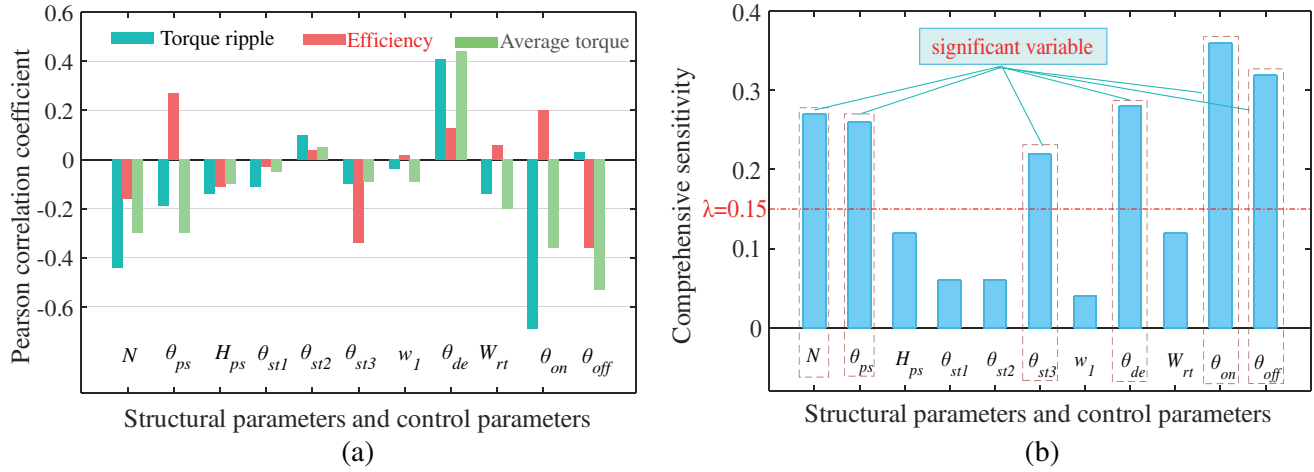 0.6
0.4
0.2
0
-0.2
-0.4
-0.6
Pearson correlation coefficient
Torque ripple
Efficiency
Average torque
N
θps
Hps
θst1
θst2
θst3
w1
θde
Wrt
θon
θoff
Structural parameters and control parameters
(a)
0.4
0.3
0.2
λ=0.15
0.1
0
Comprehensive sensitivity
significant variable
N
θps
Hps
θst1
θst2
θst3
w1
θde
Wrt
θon
θoff
Structural parameters and control parameters
(b)